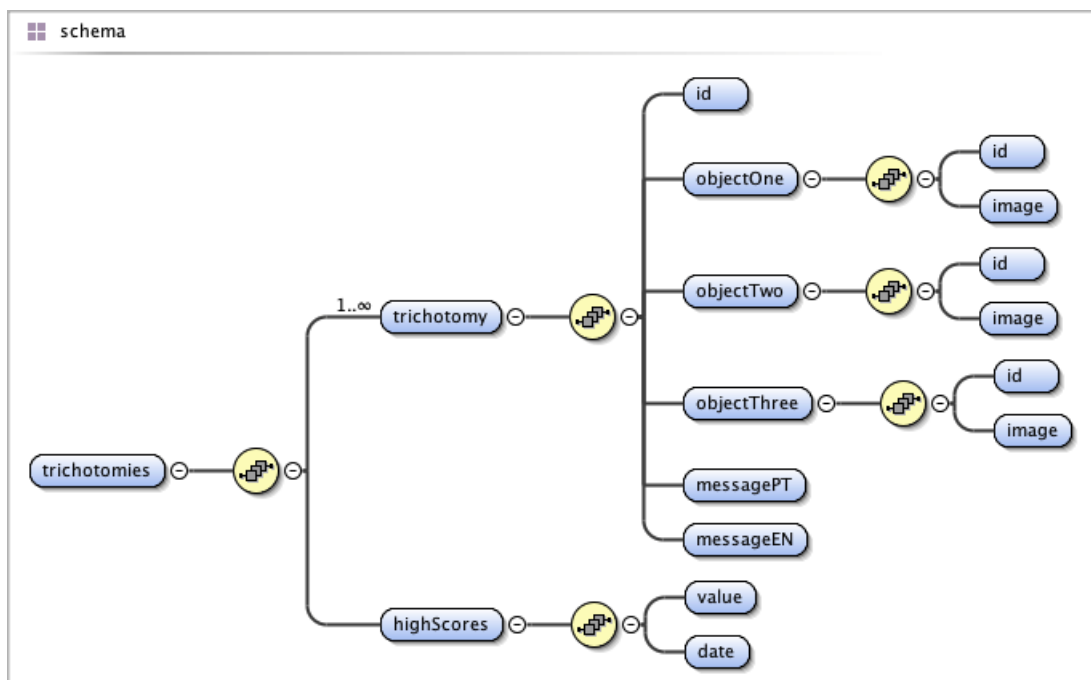 schema
id
objectOne
id
image
objectTwo
id
image
1..∞
trichotomy
objectThree
id
image
trichotomies
messagePT
messageEN
highScores
value
date